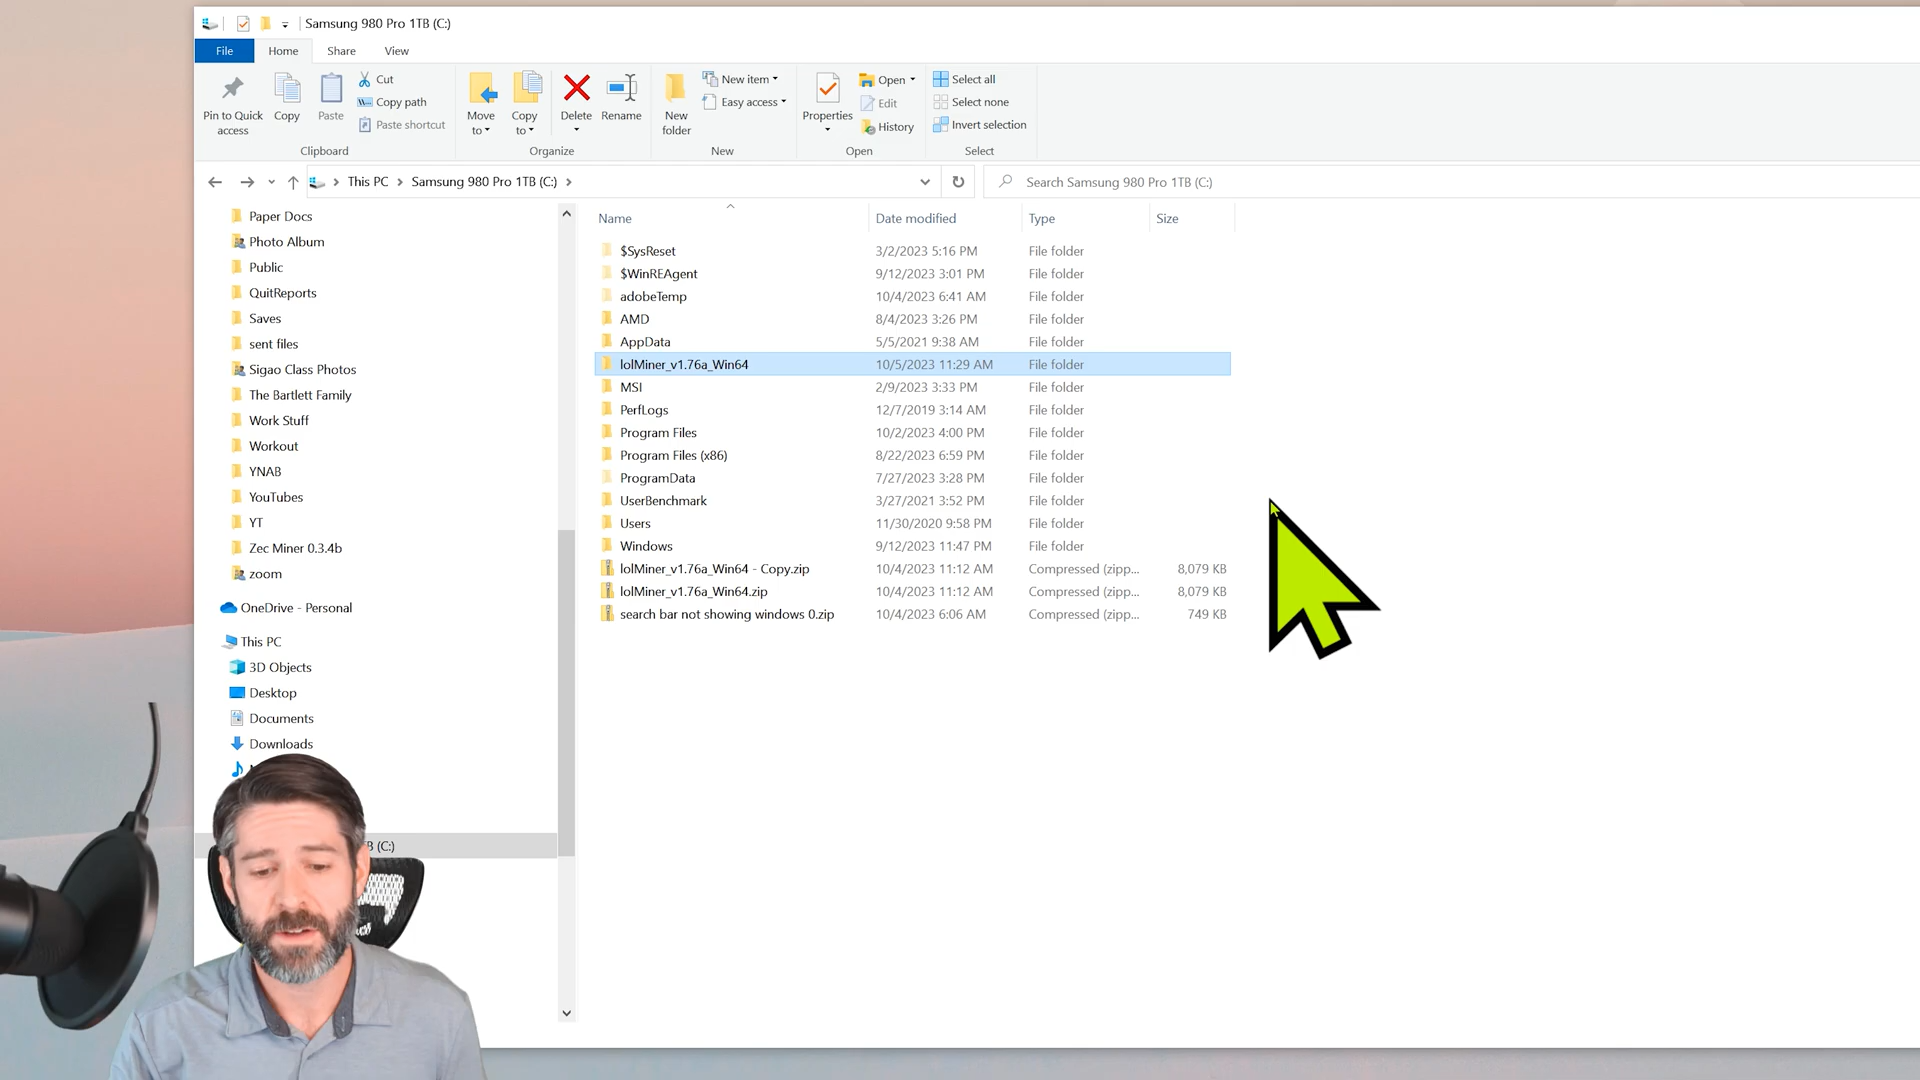 Samsung 980 Pro 1TB (C:)
File
Home
Share
View
Pin to Quick access
Copy
Paste
Cut
Copy path
Paste shortcut
Clipboard
Move to
Copy to
Delete
Rename
Organize
New folder
New item
Easy access
New
Properties
Open
Edit
History
Open
Select all
Select none
Invert selection
Select
This PC
Samsung 980 Pro 1TB (C:)
Search Samsung 980 Pro 1TB (C:)
Paper Docs
Photo Album
Public
QuitReports
Saves
sent files
Sigao Class Photos
The Bartlett Family
Work Stuff
Workout
YNAB
YouTubes
YT
Zec Miner 0.3.4b
zoom
OneDrive - Personal
This PC
3D Objects
Desktop
Documents
Downloads
B (C:)
Name Date modified Type Size
$SysReset 3/2/2023 5:16 PM File folder
$WinREAgent 9/12/2023 3:01 PM File folder
adobeTemp 10/4/2023 6:41 AM File folder
AMD 8/4/2023 3:26 PM File folder
AppData 5/5/2021 9:38 AM File folder
lolMiner_v1.76a_Win64 10/5/2023 11:29 AM File folder
MSI 2/9/2023 3:33 PM File folder
PerfLogs 12/7/2019 3:14 AM File folder
Program Files 10/2/2023 4:00 PM File folder
Program Files (x86) 8/22/2023 6:59 PM File folder
ProgramData 7/27/2023 3:28 PM File folder
UserBenchmark 3/27/2021 3:52 PM File folder
Users 11/30/2020 9:58 PM File folder
Windows 9/12/2023 11:47 PM File folder
lolMiner_v1.76a_Win64 - Copy.zip 10/4/2023 11:12 AM Compressed (zipp... 8,079 KB
lolMiner_v1.76a_Win64.zip 10/4/2023 11:12 AM Compressed (zipp... 8,079 KB
search bar not showing windows 0.zip 10/4/2023 6:06 AM Compressed (zipp... 749 KB